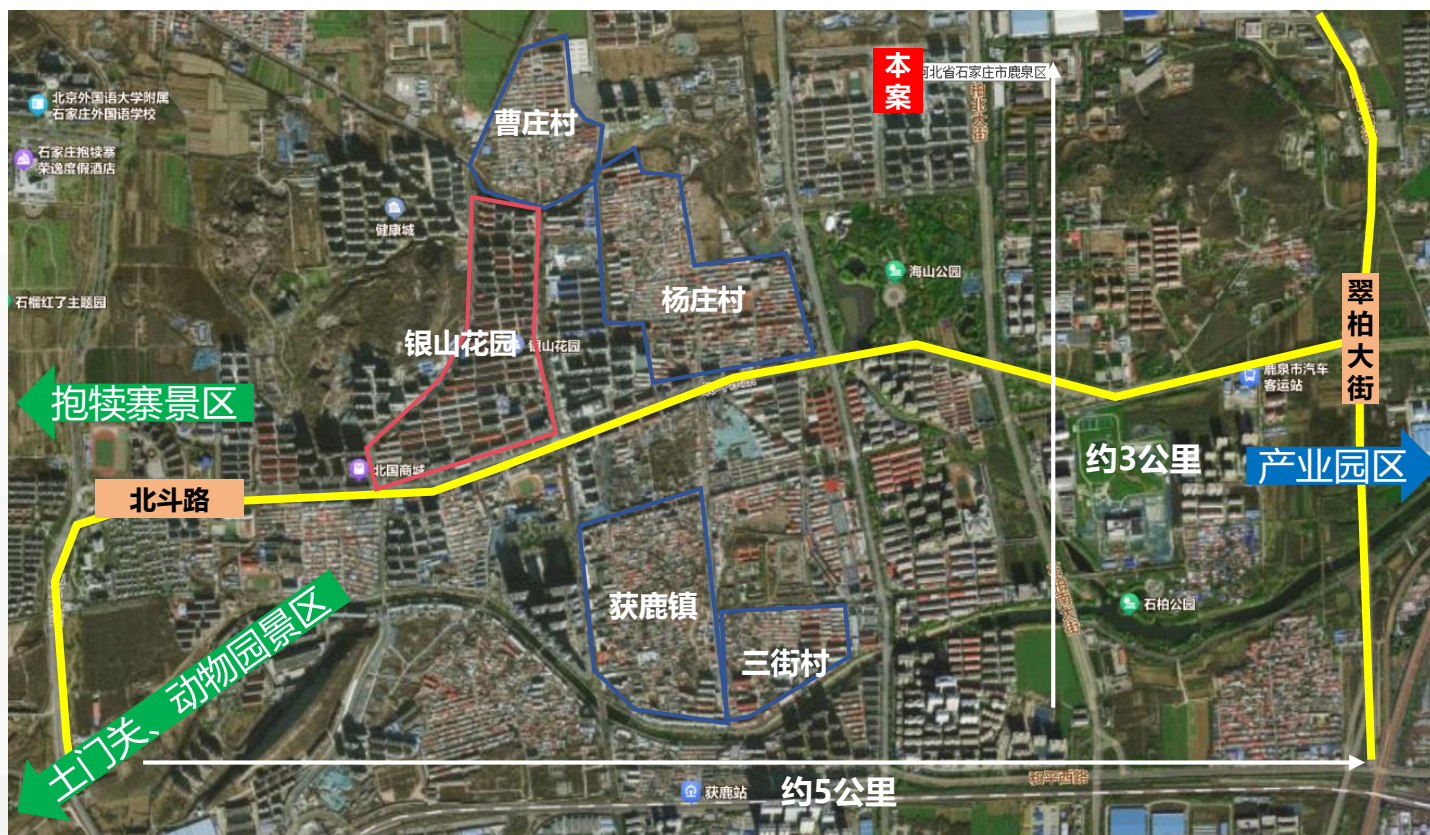 本
案
河北省石家庄市鹿泉区
北京外国语大学附属
石家庄外国语学校
曹庄村
石家庄抱犊寨
荣逸度假酒店
健康城
海山公园
杨庄村
石榴红了主题园
翠
柏
大
街
银山花园
银山花园
鹿泉市汽车
客运站
抱犊寨景区
约3公里
产业园区
北国商城
北斗路
获鹿镇
石柏公园
三街村
土门关、动物园景区
和平西路
约5公里
获鹿站